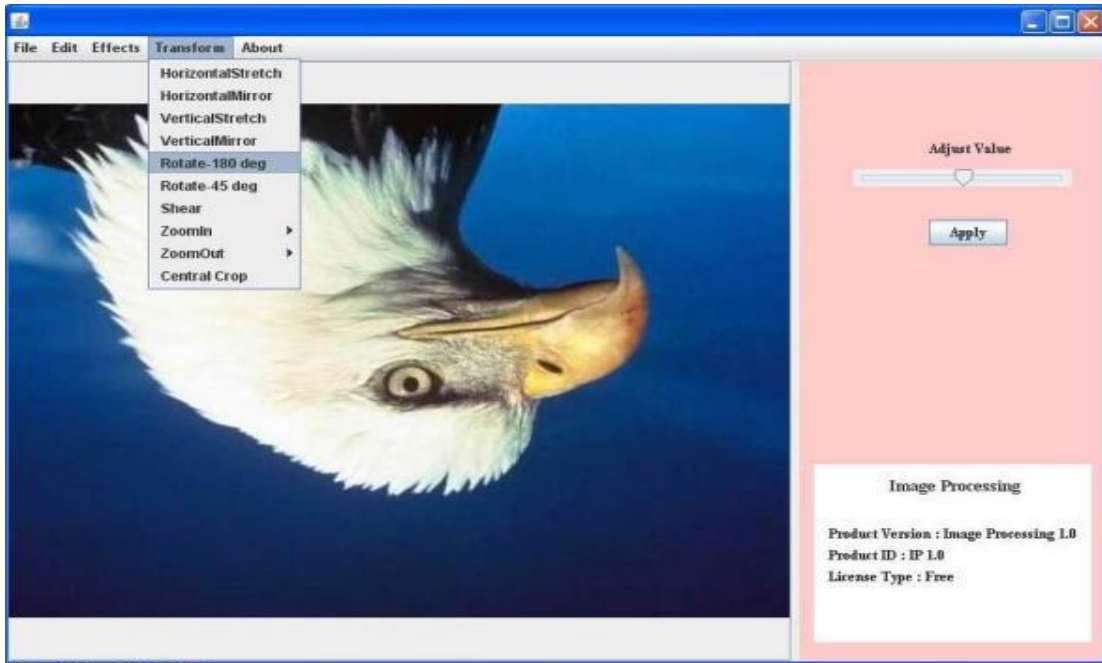 File Edit Effects Transform About
HorizontalStretch
HorizontalMirror
VerticalStretch
VerticalMirror
Rotate-180 deg
Rotate-45 deg
Shear
ZoomIn
ZoomOut
Central Crop
Adjust Value
Apply
Image Processing
Product Version : Image Processing 1.0
Product ID : IP 1.0
License Type : Free